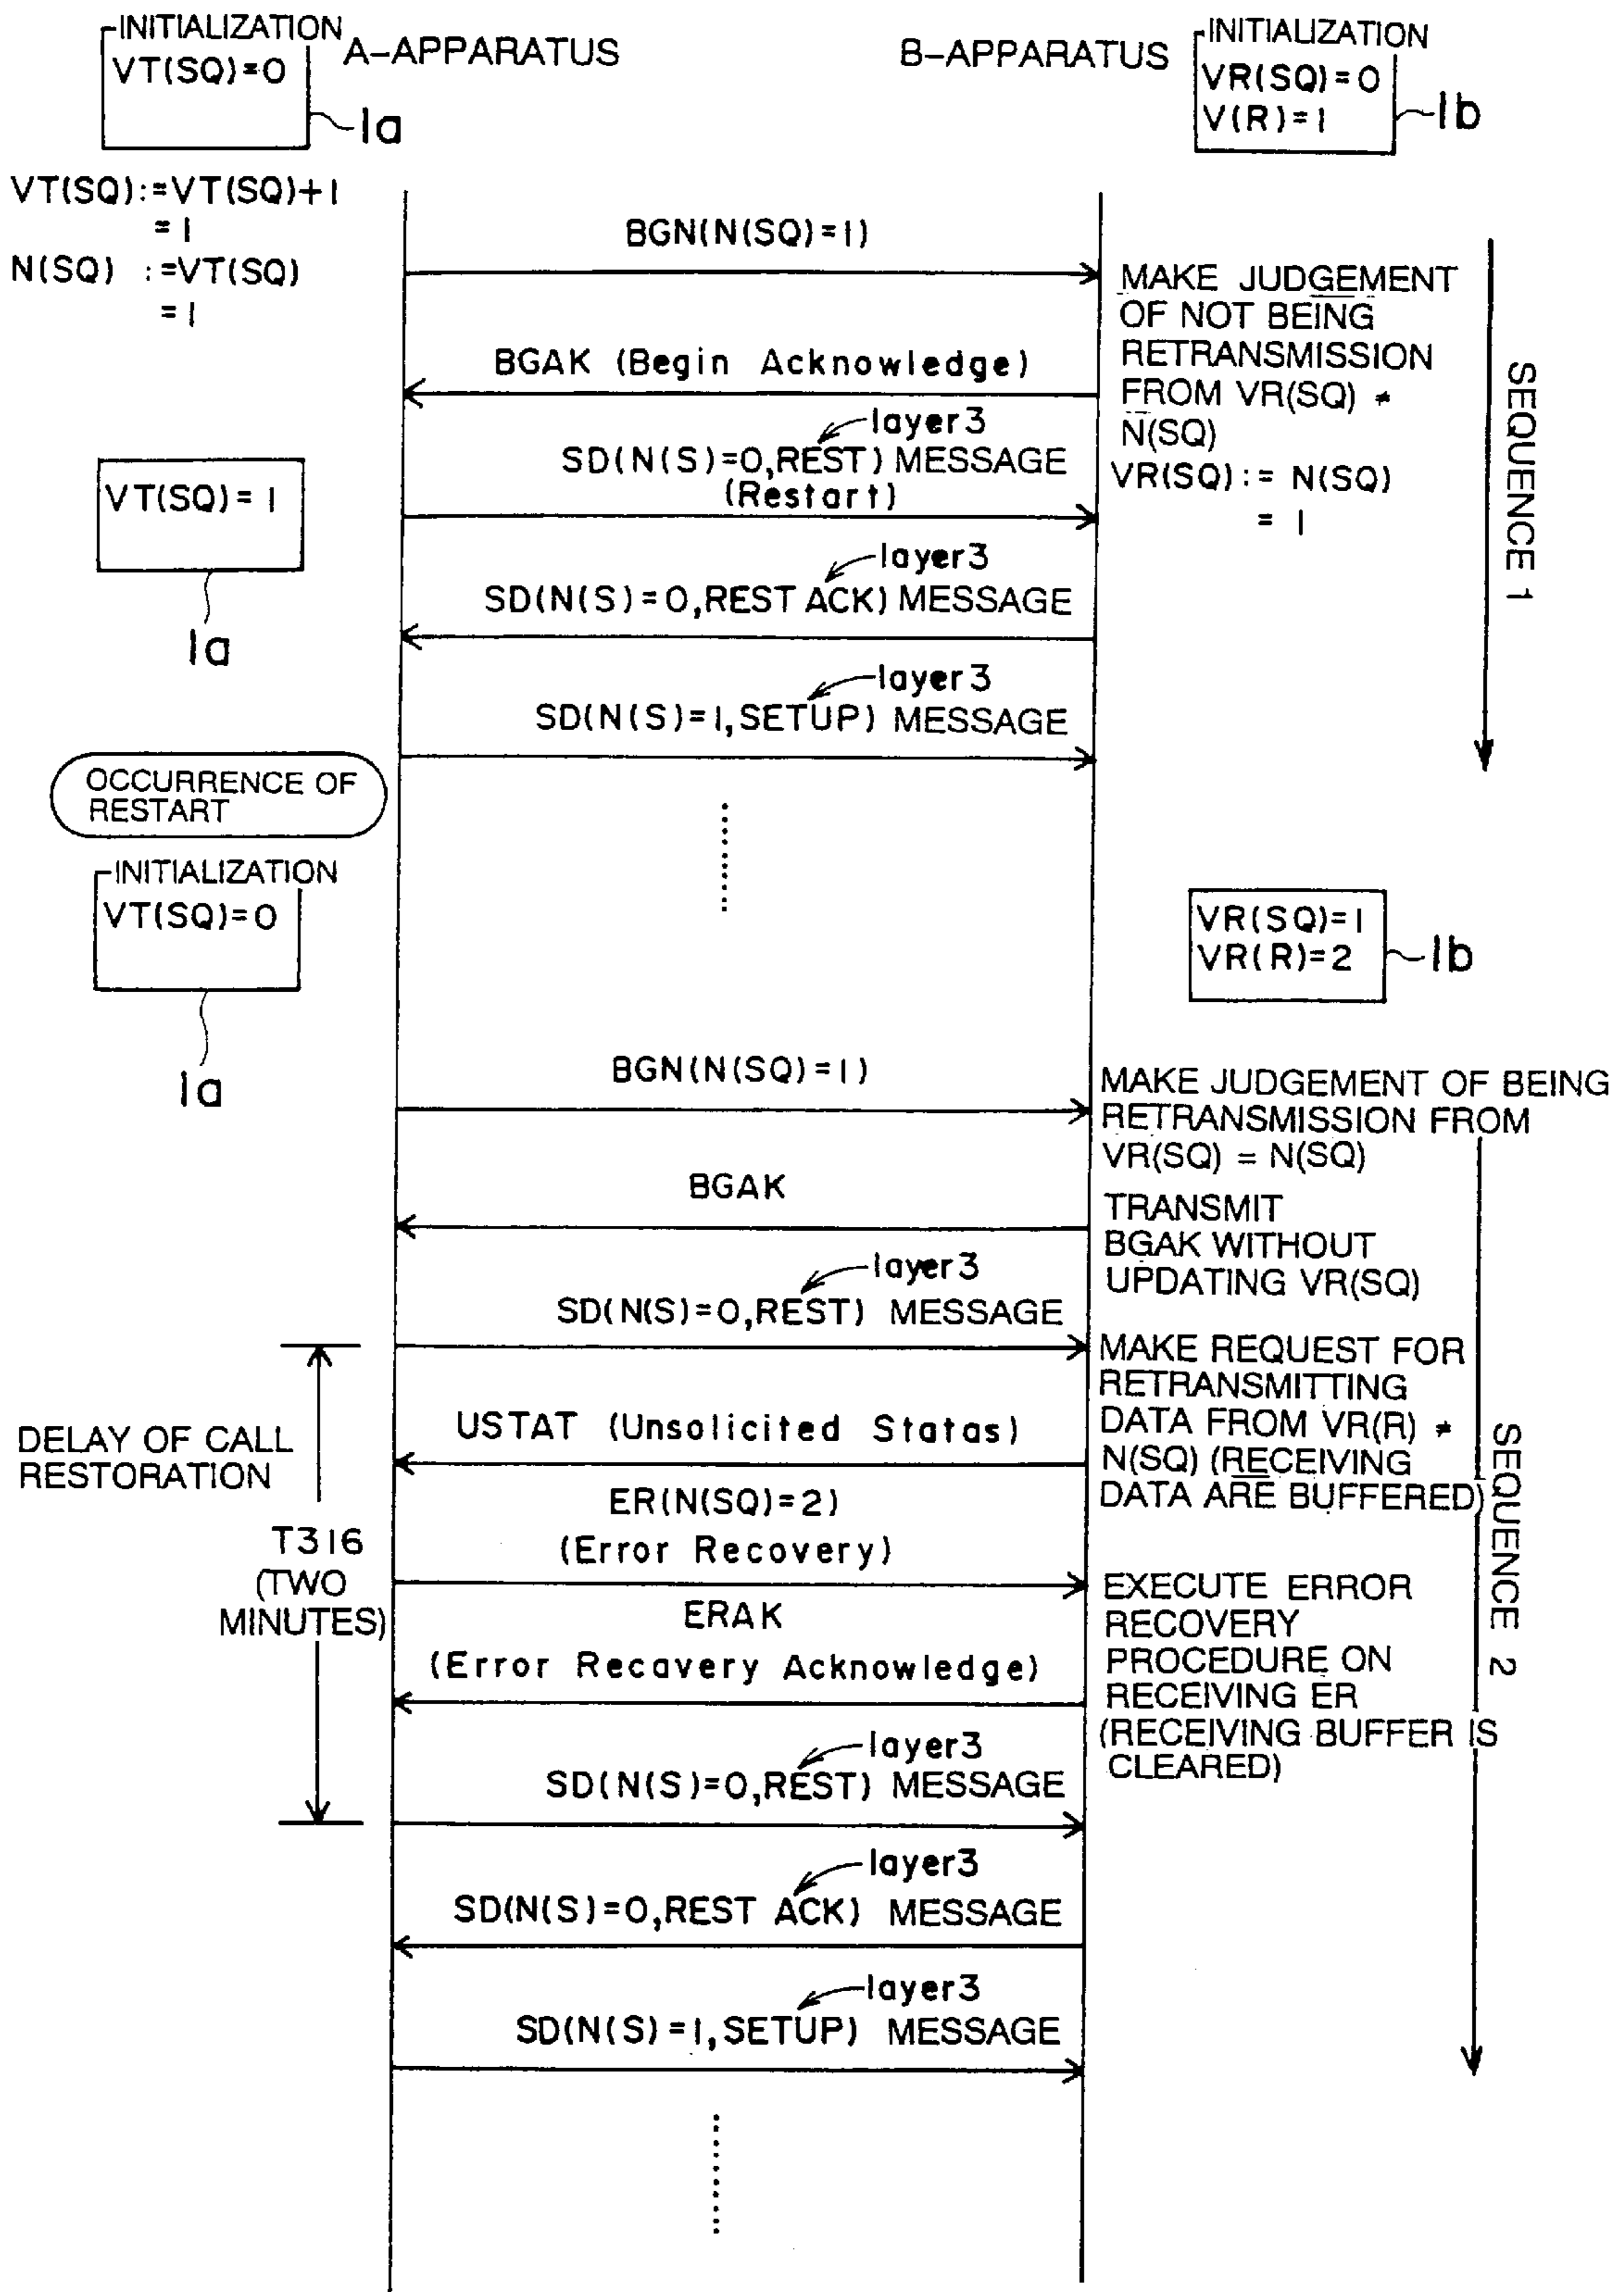 INITIALIZATION
VT(SQ)=0
1a
A-APPARATUS
B-APPARATUS
INITIALIZATION
VR(SQ)=0
V(R)=1
1b
VT(SQ):=VT(SQ)+1
=1
N(SQ) :=VT(SQ)
=1
BGN(N(SQ)=1)
MAKE JUDGEMENT
OF NOT BEING
RETRANSMISSION
FROM VR(SQ) ≠
N(SQ)
VR(SQ):= N(SQ)
= 1
SEQUENCE 1
BGAK (Begin Acknowledge)
layer3
SD(N(S)=0,REST) MESSAGE
(Restart)
VT(SQ)=1
1a
layer3
SD(N(S)=0,REST ACK) MESSAGE
layer3
SD(N(S)=1,SETUP) MESSAGE
OCCURRENCE OF
RESTART
INITIALIZATION
VT(SQ)=0
1a
VR(SQ)=1
VR(R)=2
1b
BGN(N(SQ)=1)
MAKE JUDGEMENT OF BEING
RETRANSMISSION FROM
VR(SQ) = N(SQ)
BGAK
TRANSMIT
BGAK WITHOUT
UPDATING VR(SQ)
layer3
SD(N(S)=0,REST) MESSAGE
MAKE REQUEST FOR
RETRANSMITTING
DATA FROM VR(R) ≠
N(SQ) (RECEIVING
DATA ARE BUFFERED)
SEQUENCE 2
DELAY OF CALL
RESTORATION
T316
(TWO
MINUTES)
USTAT (Unsolicited Statas)
ER(N(SQ)=2)
(Error Recovery)
EXECUTE ERROR
RECOVERY
PROCEDURE ON
RECEIVING ER
(RECEIVING BUFFER IS
CLEARED)
ERAK
(Error Recavery Acknowledge)
layer3
SD(N(S)=0,REST) MESSAGE
layer3
SD(N(S)=0,REST ACK) MESSAGE
layer3
SD(N(S)=1,SETUP) MESSAGE